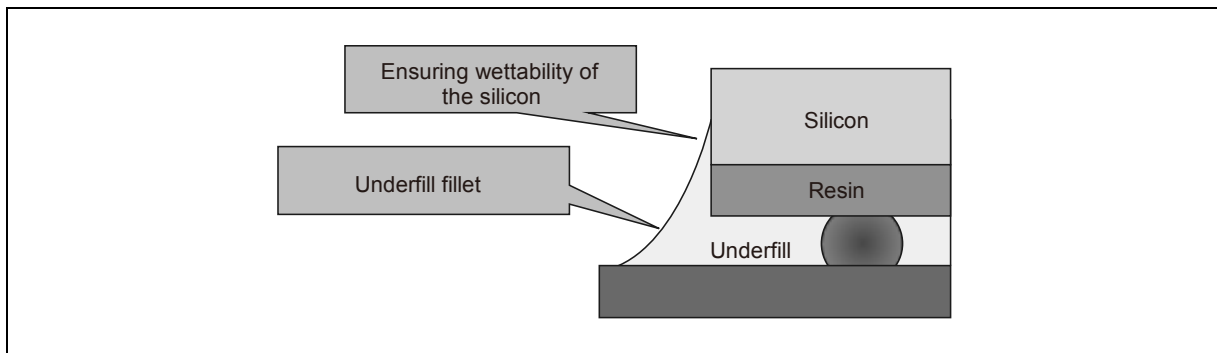 Ensuring wettability of
the silicon
Silicon
Underfill fillet
Resin
Underfill